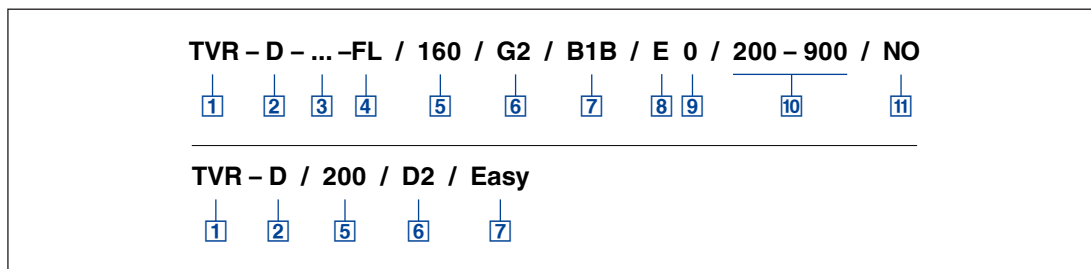 TVR – D – ... –FL / 160 / G2 / B1B / E 0 / 200 – 900 / NO
1 2 3 4 5 6 7 8 9 10 11
TVR – D / 200 / D2 / Easy
1 2 5 6 7